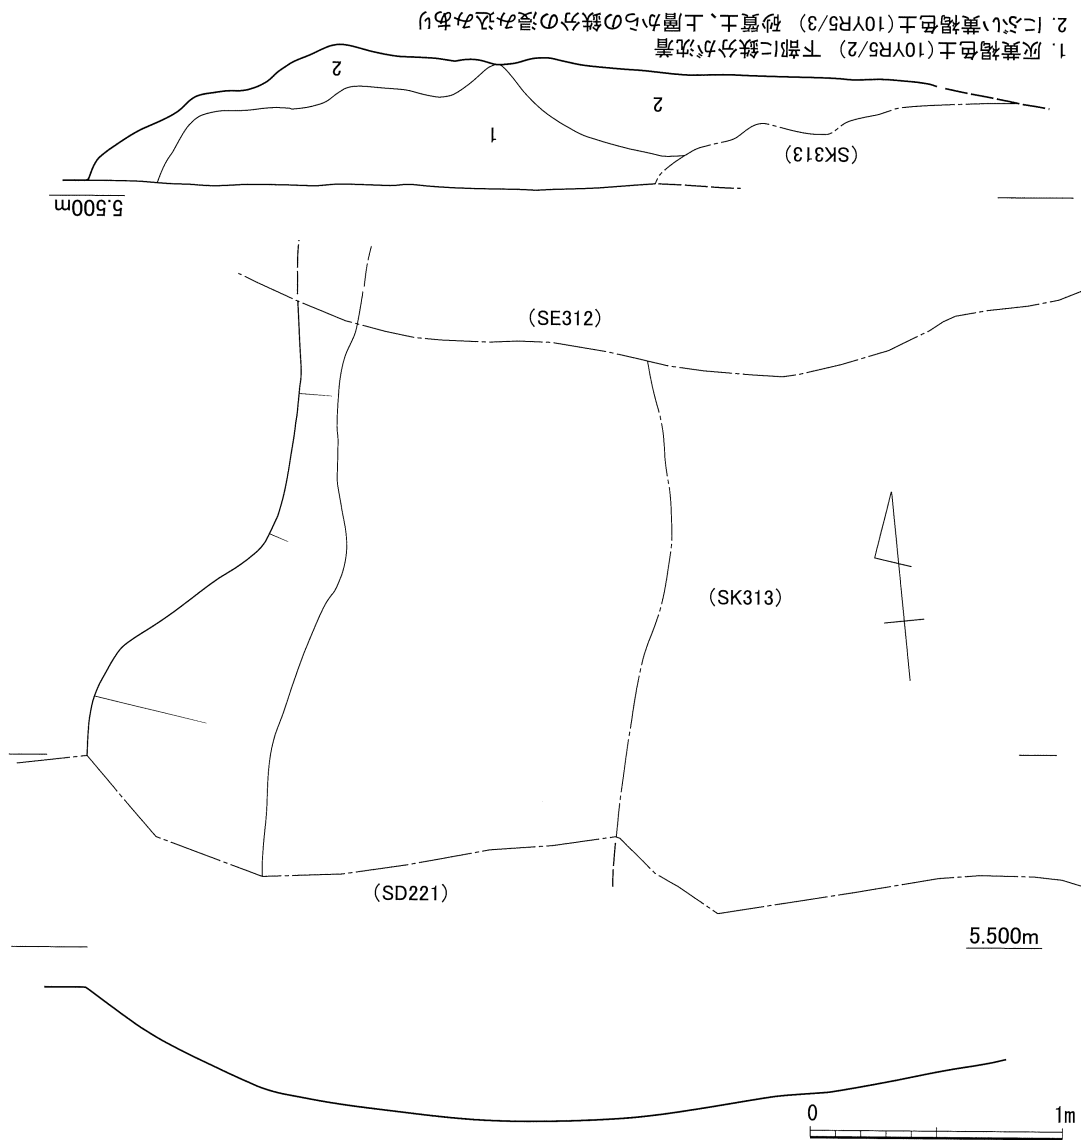 1. 灰黄褐色土(10YR5/2) 下部に鉄分が沈着
2. にぶい黄褐色土(10YR5/3) 砂質土、上層からの鉄分の浸み込みあり
2
2
1
(SK313)
5.500m
(SE312)
(SK313)
(SD221)
5.500m
0 1m